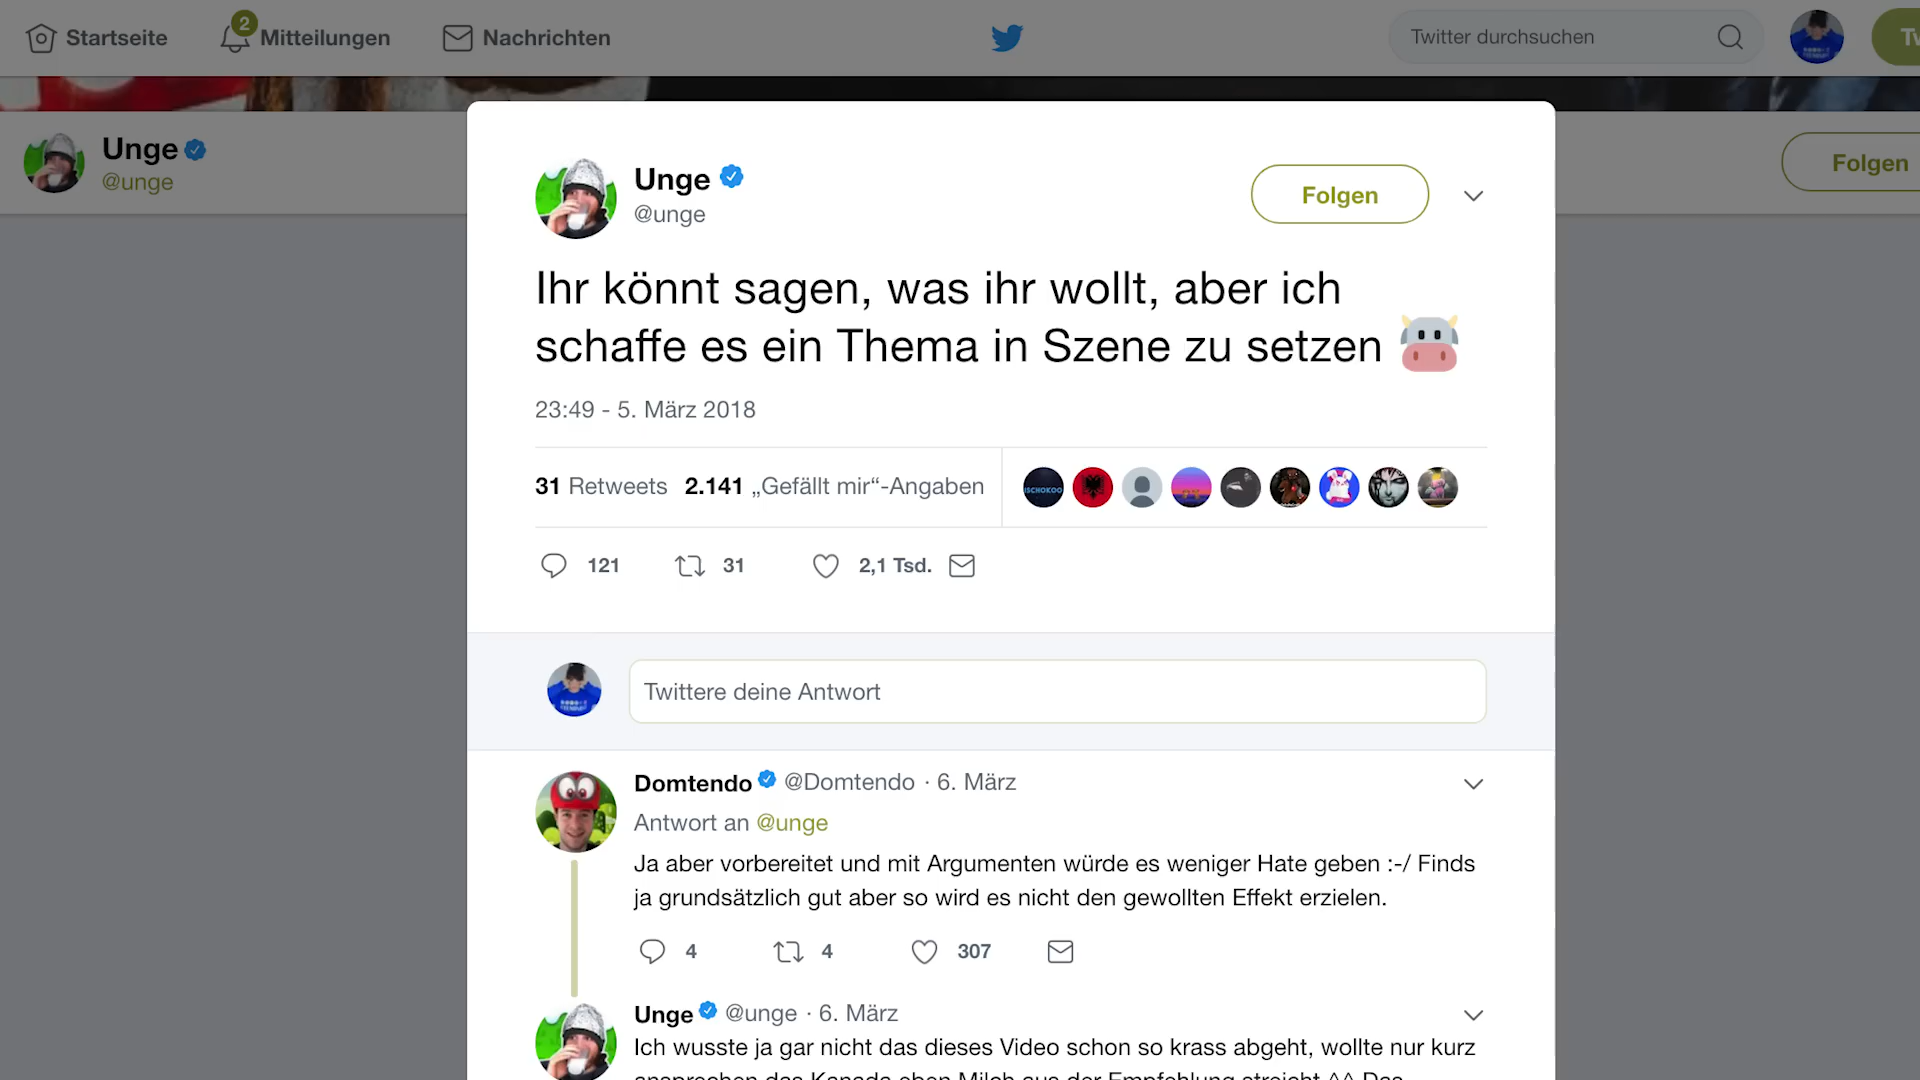 Startseite
2
Mitteilungen
Nachrichten
Twitter durchsuchen
Tw
Unge
@unge
Folgen
Unge
@unge
Folgen
Ihr könnt sagen, was ihr wollt, aber ich
schaffe es ein Thema in Szene zu setzen
23:49 - 5. März 2018
31 Retweets 2.141 „Gefällt mir“-Angaben
ISCHOKOO
121 31 2,1 Tsd.
Twittere deine Antwort
Domtendo @Domtendo · 6. März
Antwort an @unge
Ja aber vorbereitet und mit Argumenten würde es weniger Hate geben :-/ Finds
ja grundsätzlich gut aber so wird es nicht den gewollten Effekt erzielen.
4 4 307
Unge @unge · 6. März
Ich wusste ja gar nicht das dieses Video schon so krass abgeht, wollte nur kurz
ansprechen das Kanada eben Milch aus der Empfehlung streicht ^^ Das